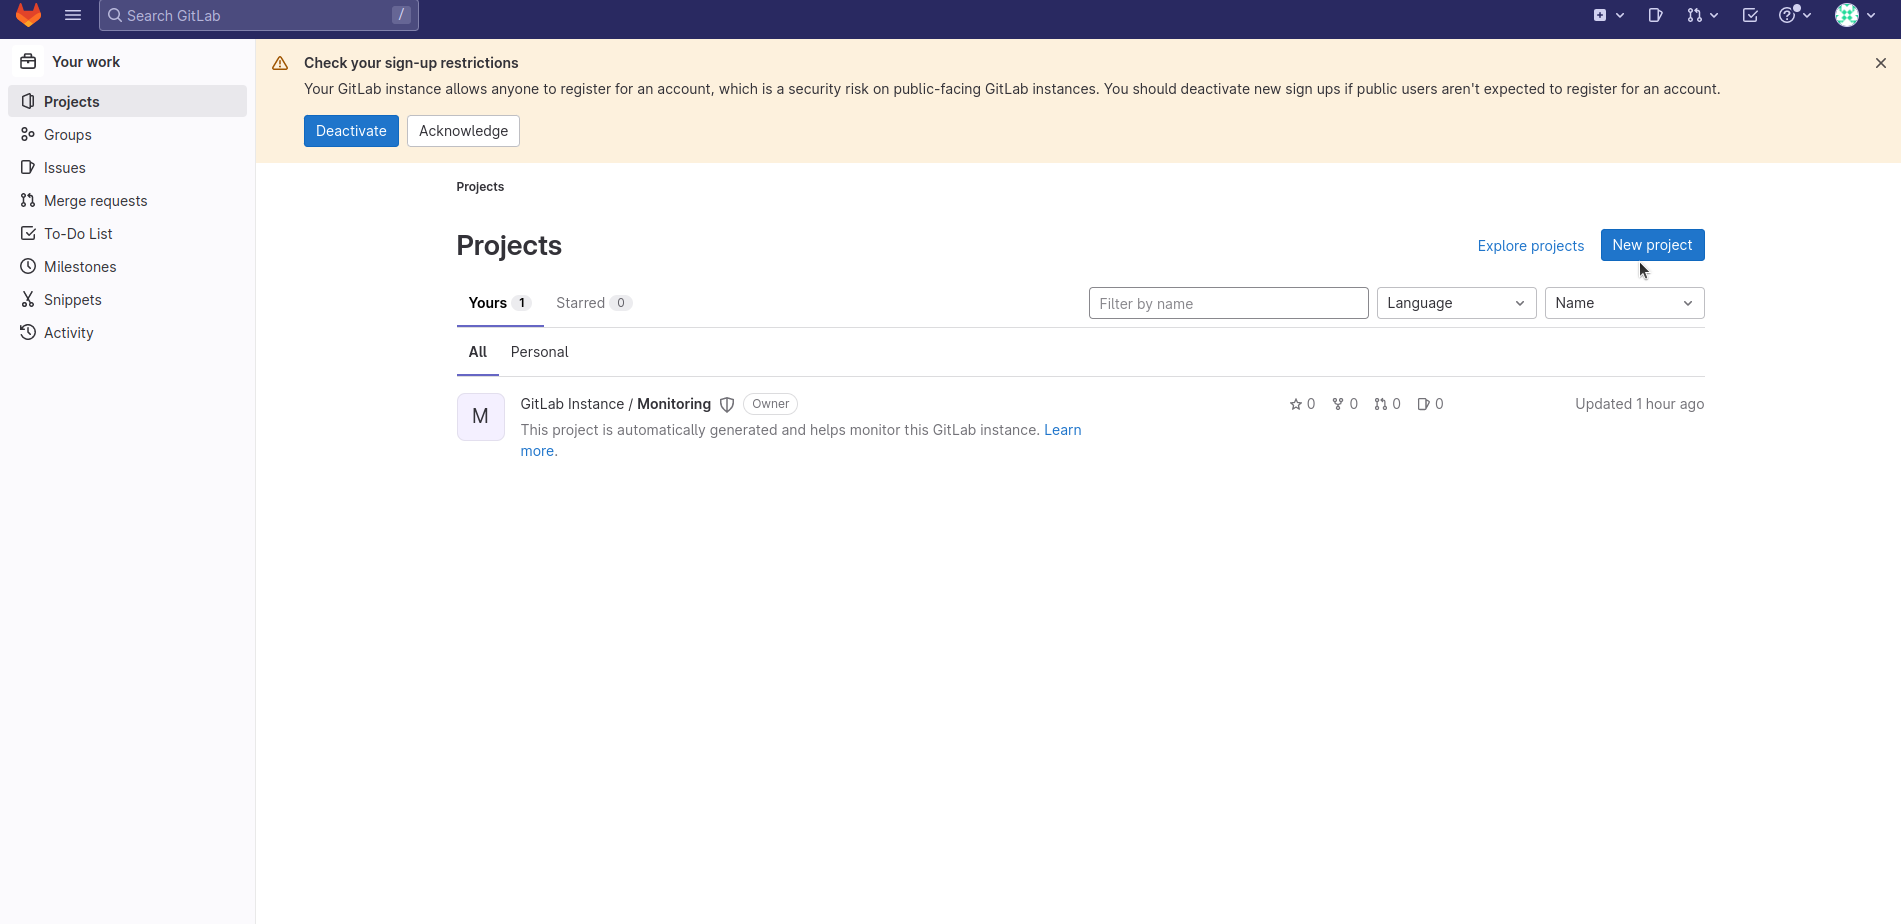 Search GitLab
/
Your work
Projects
Groups
Issues
Merge requests
To-Do List
Milestones
Snippets
Activity
Check your sign-up restrictions
Your GitLab instance allows anyone to register for an account, which is a security risk on public-facing GitLab instances. You should deactivate new sign ups if public users aren't expected to register for an account.
Deactivate
Acknowledge
Projects
Projects
Explore projects
New project
Yours 1
Starred 0
Filter by name
Language
Name
All
Personal
M
GitLab Instance / Monitoring
Owner
0 0 0 0
Updated 1 hour ago
This project is automatically generated and helps monitor this GitLab instance. Learn
more.